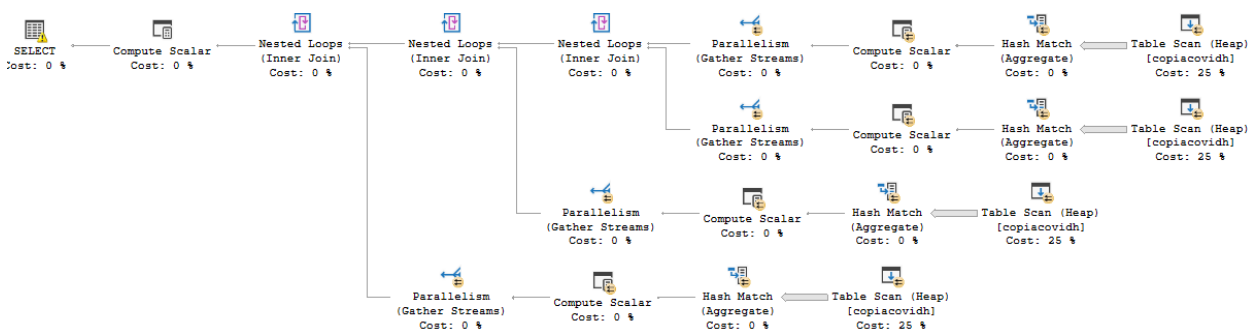 SELECT
Cost: 0 %
Compute Scalar
Cost: 0 %
Nested Loops
(Inner Join)
Cost: 0 %
Nested Loops
(Inner Join)
Cost: 0 %
Nested Loops
(Inner Join)
Cost: 0 %
Parallelism
(Gather Streams)
Cost: 0 %
Compute Scalar
Cost: 0 %
Hash Match
(Aggregate)
Cost: 0 %
Table Scan (Heap)
[copiacovidh]
Cost: 25 %
Parallelism
(Gather Streams)
Cost: 0 %
Compute Scalar
Cost: 0 %
Hash Match
(Aggregate)
Cost: 0 %
Table Scan (Heap)
[copiacovidh]
Cost: 25 %
Parallelism
(Gather Streams)
Cost: 0 %
Compute Scalar
Cost: 0 %
Hash Match
(Aggregate)
Cost: 0 %
Table Scan (Heap)
[copiacovidh]
Cost: 25 %
Parallelism
(Gather Streams)
Cost: 0 %
Compute Scalar
Cost: 0 %
Hash Match
(Aggregate)
Cost: 0 %
Table Scan (Heap)
[copiacovidh]
Cost: 25 %